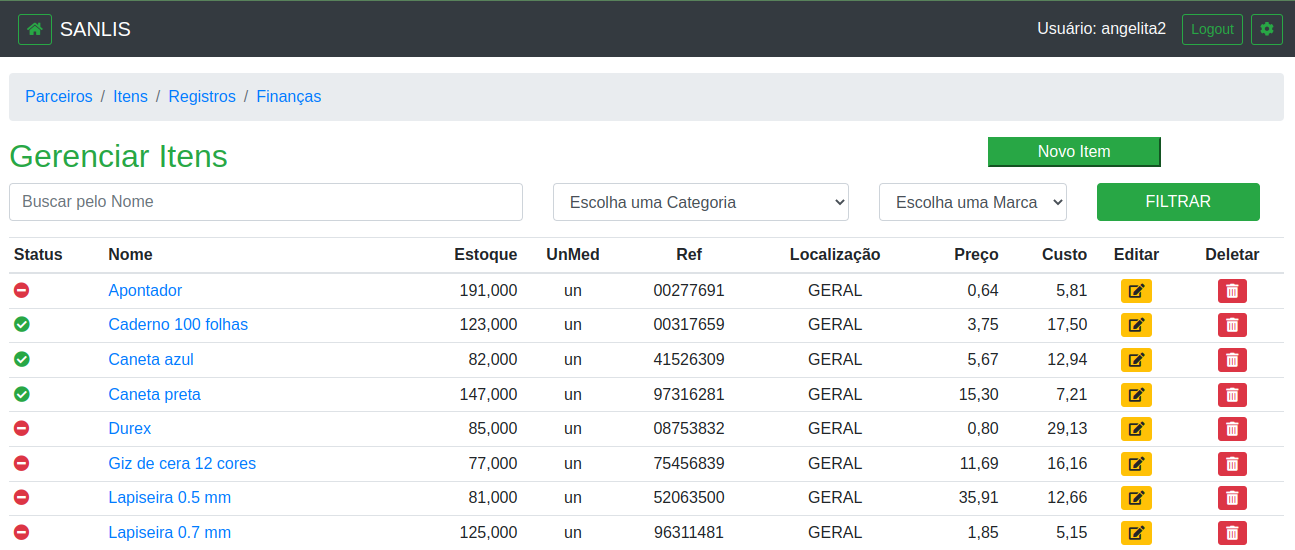 SANLIS Usuário: angelita2 Logout
Parceiros / Itens / Registros / Finanças
Gerenciar Itens Novo Item
Buscar pelo Nome Escolha uma Categoria Escolha uma Marca FILTRAR
Status Nome Estoque UnMed Ref Localização Preço Custo Editar Deletar
Apontador 191,000 un 00277691 GERAL 0,64 5,81
Caderno 100 folhas 123,000 un 00317659 GERAL 3,75 17,50
Caneta azul 82,000 un 41526309 GERAL 5,67 12,94
Caneta preta 147,000 un 97316281 GERAL 15,30 7,21
Durex 85,000 un 08753832 GERAL 0,80 29,13
Giz de cera 12 cores 77,000 un 75456839 GERAL 11,69 16,16
Lapiseira 0.5 mm 81,000 un 52063500 GERAL 35,91 12,66
Lapiseira 0.7 mm 125,000 un 96311481 GERAL 1,85 5,15